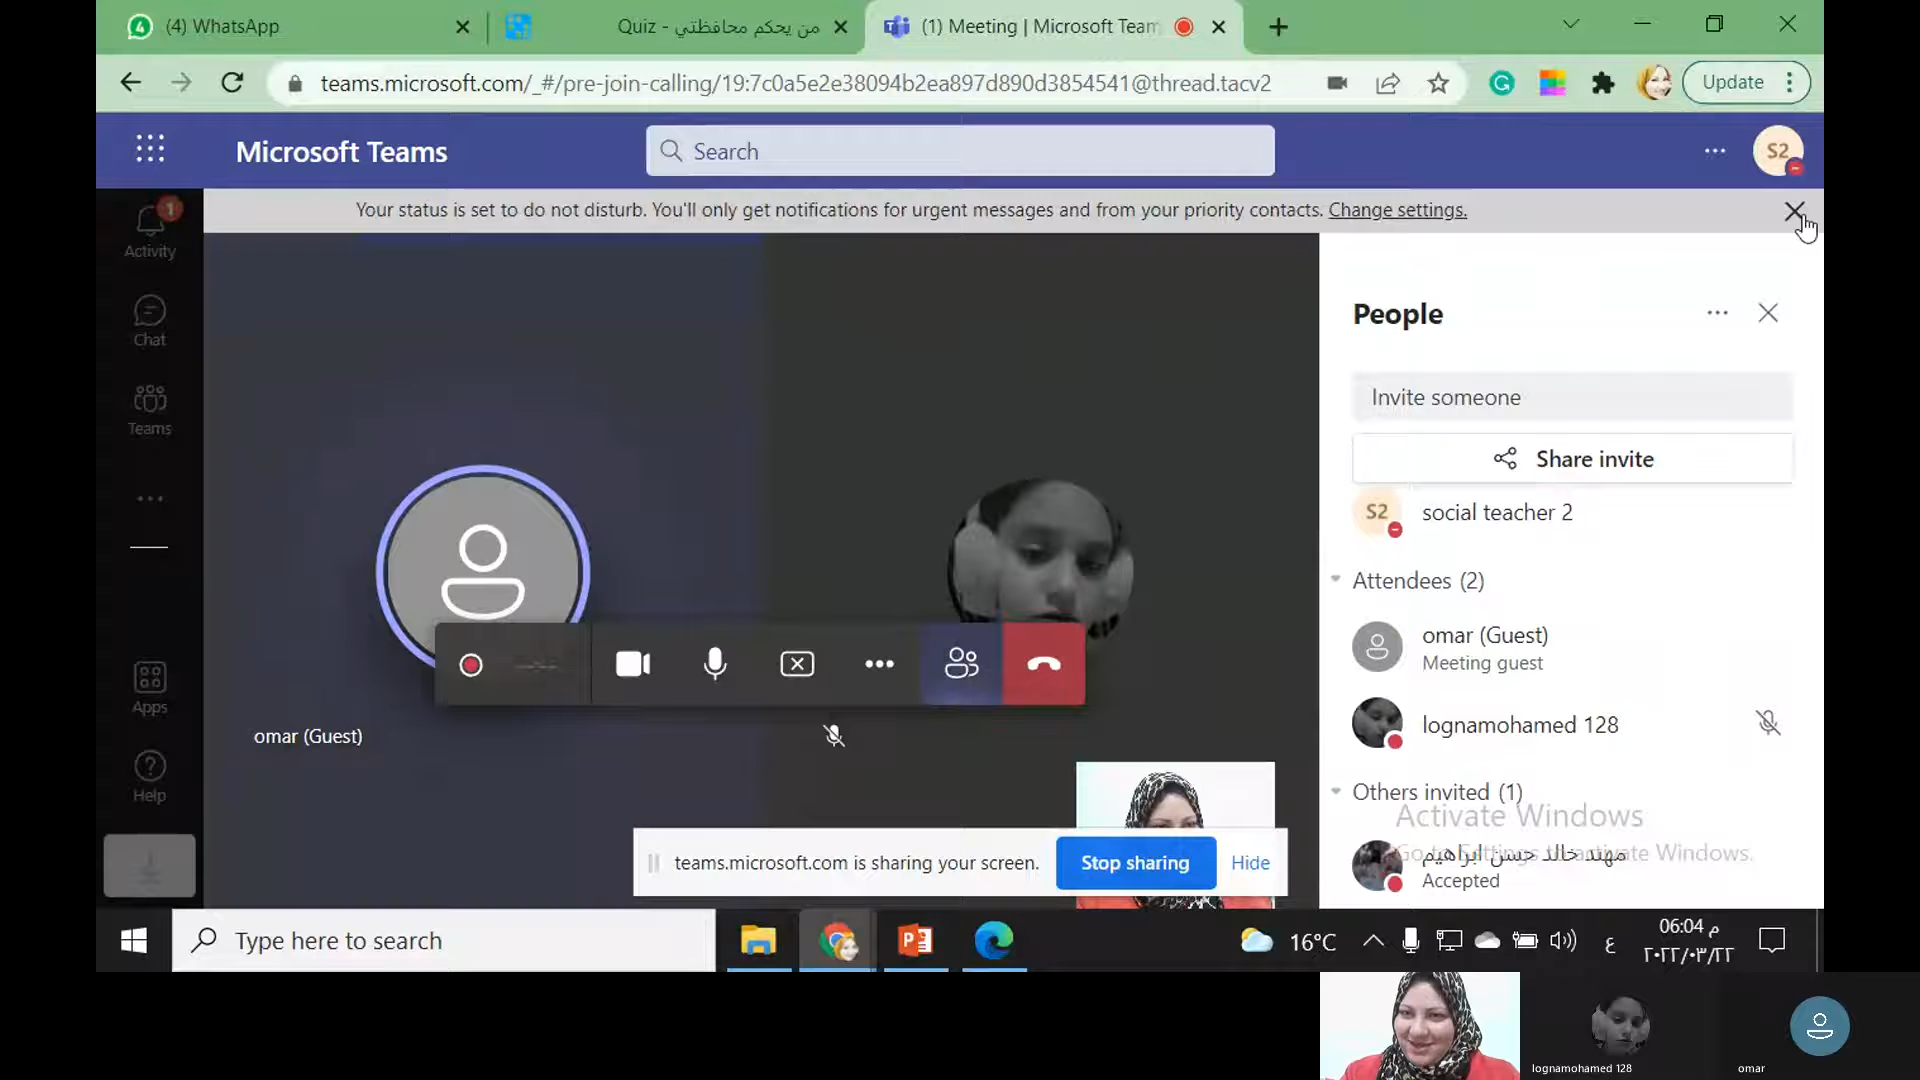 (4) WhatsApp
Quiz - من يحكم محافظتي
(1) Meeting | Microsoft Team
teams.microsoft.com/_#/pre-join-calling/19:7c0a5e2e38094b2ea897d890d3854541@thread.tacv2
Update
Microsoft Teams
Search
S2
Your status is set to do not disturb. You'll only get notifications for urgent messages and from your priority contacts. Change settings.
1
Activity
Chat
Teams
Apps
Help
People
Invite someone
Share invite
S2
social teacher 2
Attendees (2)
omar (Guest)
Meeting guest
lognamohamed 128
Others invited (1)
Activate Windows
Go to Settings to activate Windows.
مهند خالد حسن ابراهيم
Accepted
omar (Guest)
teams.microsoft.com is sharing your screen.
Stop sharing
Hide
Type here to search
16°C
ع
06:04 م
٢٠٢٢/٠٣/٢٢
lognamohamed 128
omar